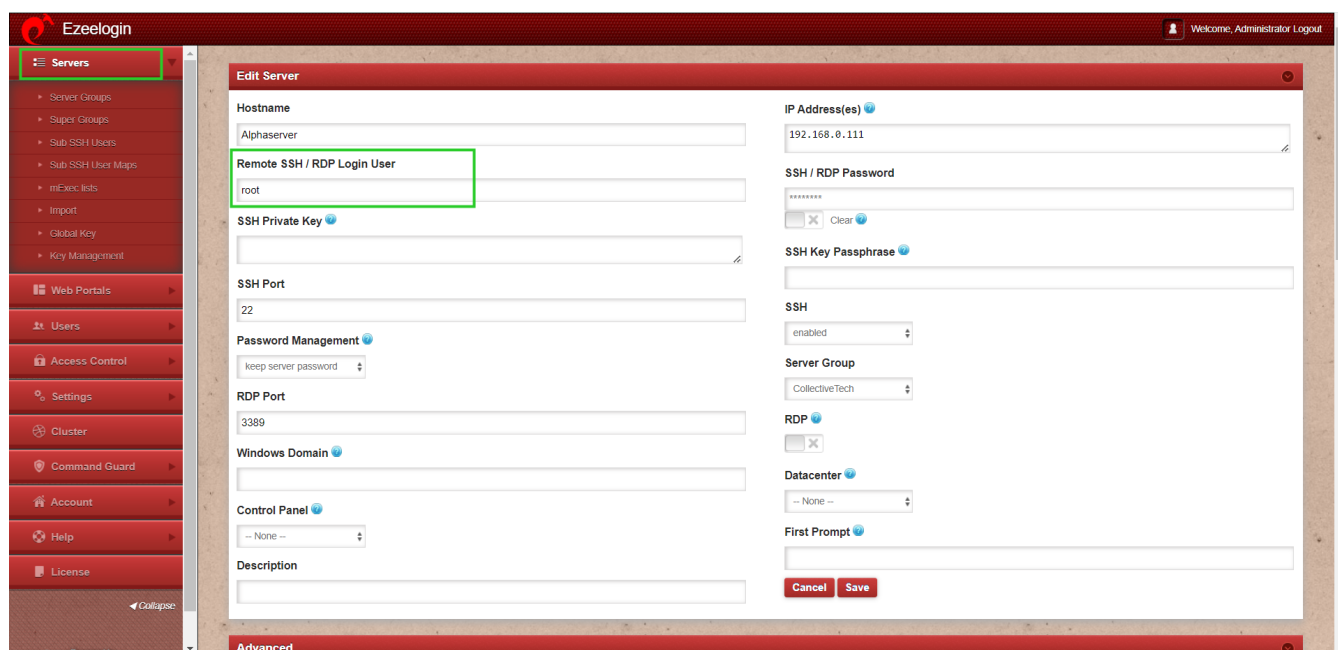 Ezeelogin
Welcome, Administrator Logout
Servers
Server Groups
Super Groups
Sub SSH Users
Sub SSH User Maps
mExec lists
Import
Global Key
Key Management
Web Portals
Users
Access Control
Settings
Cluster
Command Guard
Account
Help
License
Collapse
Edit Server
Hostname
Alphaserver
Remote SSH / RDP Login User
root
SSH Private Key
SSH Port
22
Password Management
keep server password
RDP Port
3389
Windows Domain
Control Panel
-- None --
Description
IP Address(es)
192.168.0.111
SSH / RDP Password
********
Clear
SSH Key Passphrase
SSH
enabled
Server Group
CollectiveTech
RDP
Datacenter
-- None --
First Prompt
Cancel Save
Advanced